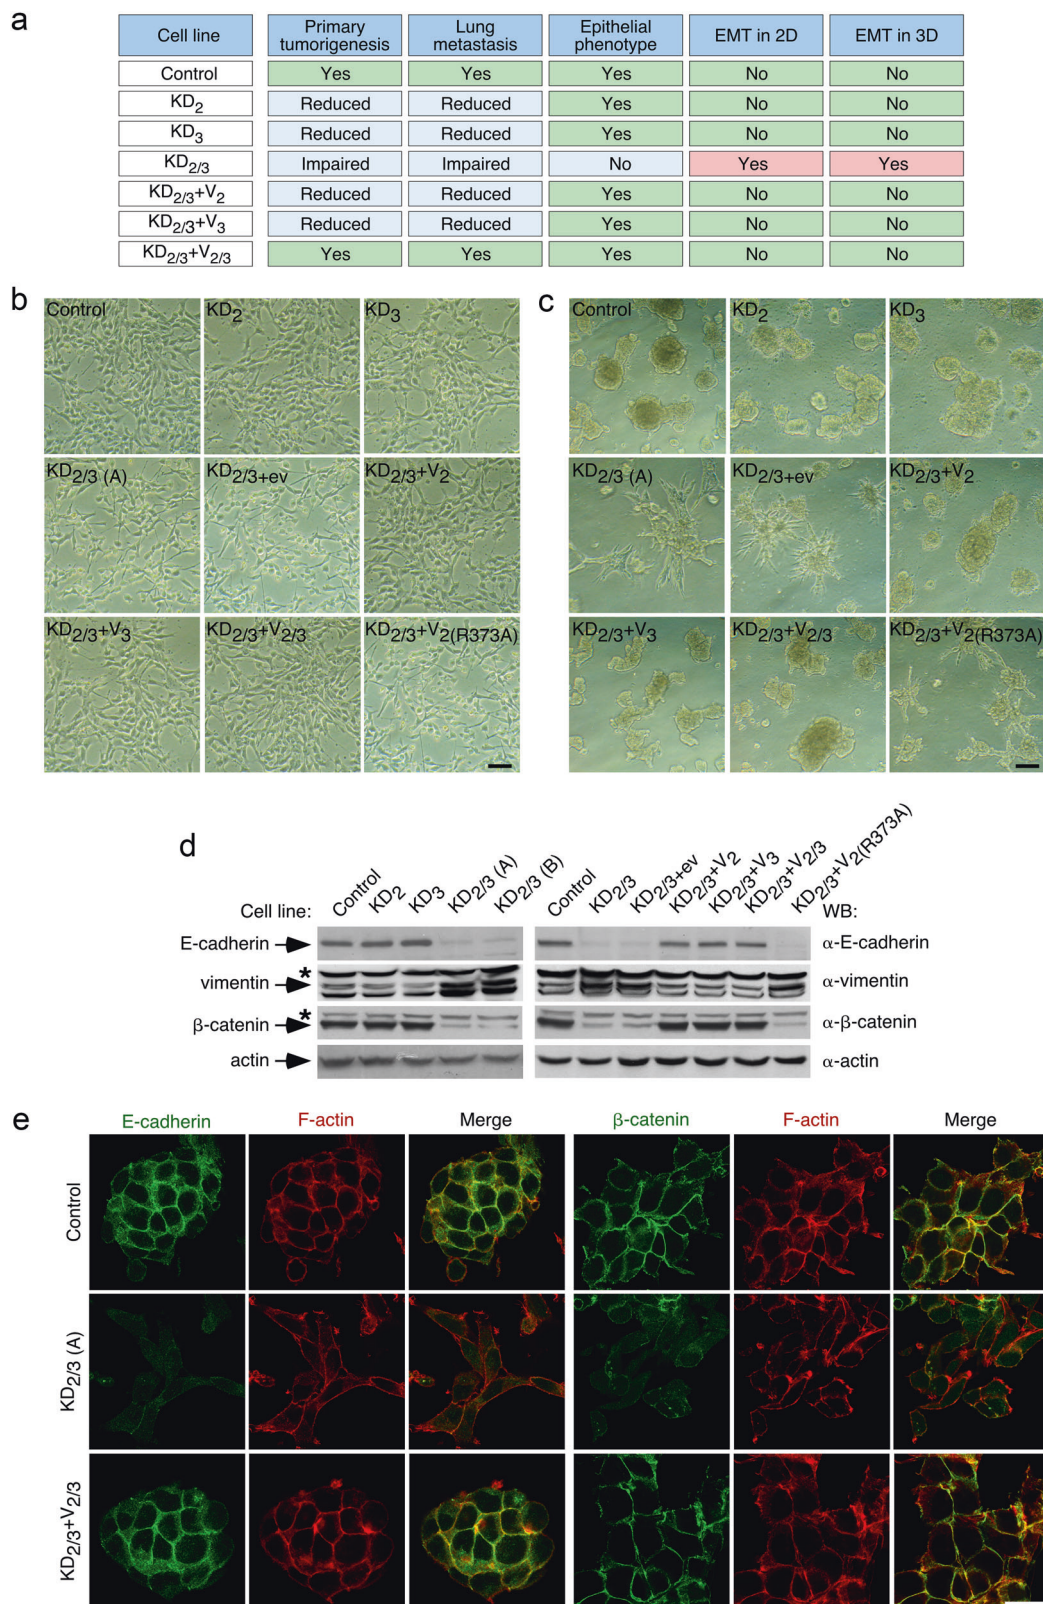 a
Cell line Primary tumorigenesis Lung metastasis Epithelial phenotype EMT in 2D EMT in 3D
Control Yes Yes Yes No No
KD2 Reduced Reduced Yes No No
KD3 Reduced Reduced Yes No No
KD2/3 Impaired Impaired No Yes Yes
KD2/3+V2 Reduced Reduced Yes No No
KD2/3+V3 Reduced Reduced Yes No No
KD2/3+V2/3 Yes Yes Yes No No
b
Control KD2 KD3
KD2/3 (A) KD2/3+ev KD2/3+V2
KD2/3+V3 KD2/3+V2/3 KD2/3+V2(R373A)
c
Control KD2 KD3
KD2/3 (A) KD2/3+ev KD2/3+V2
KD2/3+V3 KD2/3+V2/3 KD2/3+V2(R373A)
d
Cell line: Control KD2 KD3 KD2/3 (A) KD2/3 (B) Control KD2/3 KD2/3+ev KD2/3+V2 KD2/3+V3 KD2/3+V2/3 KD2/3+V2(R373A) WB:
E-cadherin α-E-cadherin
*
vimentin α-vimentin
*
β-catenin α-β-catenin
actin α-actin
e
E-cadherin F-actin Merge β-catenin F-actin Merge
Control
KD2/3 (A)
KD2/3+V2/3